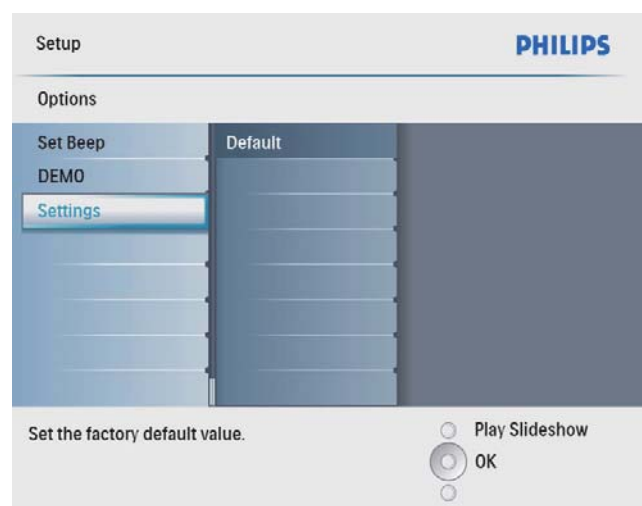 Setup
PHILIPS
Options
Set Beep
DEMO
Settings
Default
Set the factory default value.
Play Slideshow
OK